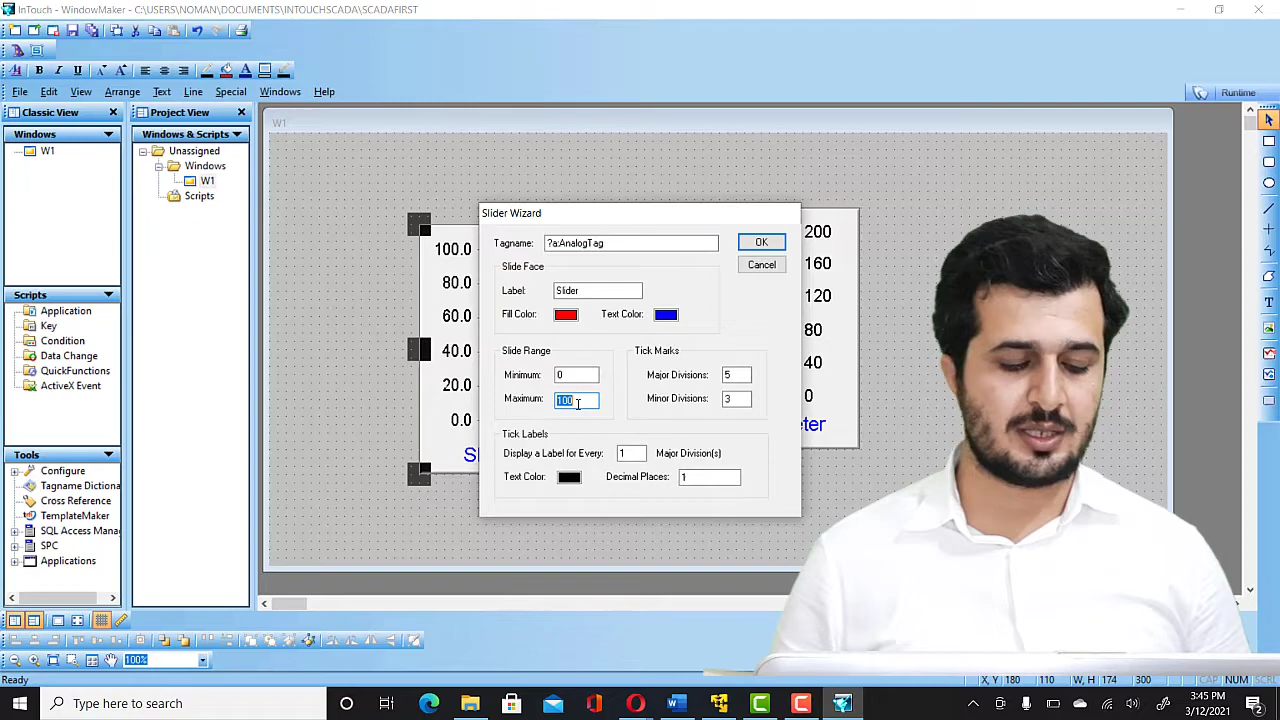 InTouch - WindowMaker - C:\USERS\NOMAN\DOCUMENTS\INTOUCHSCADA\SCADAFIRST
File Edit View Arrange Text Line Special Windows Help
Runtime
Classic View
Project View
Windows
Windows & Scripts
W1
Unassigned
Windows
W1
Scripts
W1
Scripts
Application
Key
Condition
Data Change
QuickFunctions
ActiveX Event
Tools
Configure
Tagname Dictiona
Cross Reference
TemplateMaker
SQL Access Manag
SPC
Applications
100.0
80.0
60.0
40.0
20.0
0.0
Slider Wizard
Tagname: ?a:AnalogTag
OK
Cancel
Slide Face
Label: Slider
Fill Color: Text Color:
Slide Range
Minimum: 0
Maximum: 100
Tick Marks
Major Divisions: 5
Minor Divisions: 3
Tick Labels
Display a Label for Every: 1 Major Division(s)
Text Color: Decimal Places: 1
200
160
120
80
40
0
100%
Ready
X, Y 180 110 W, H 174 300 CAP NUM SCRL
Type here to search
3:45 PM
3/12/2021